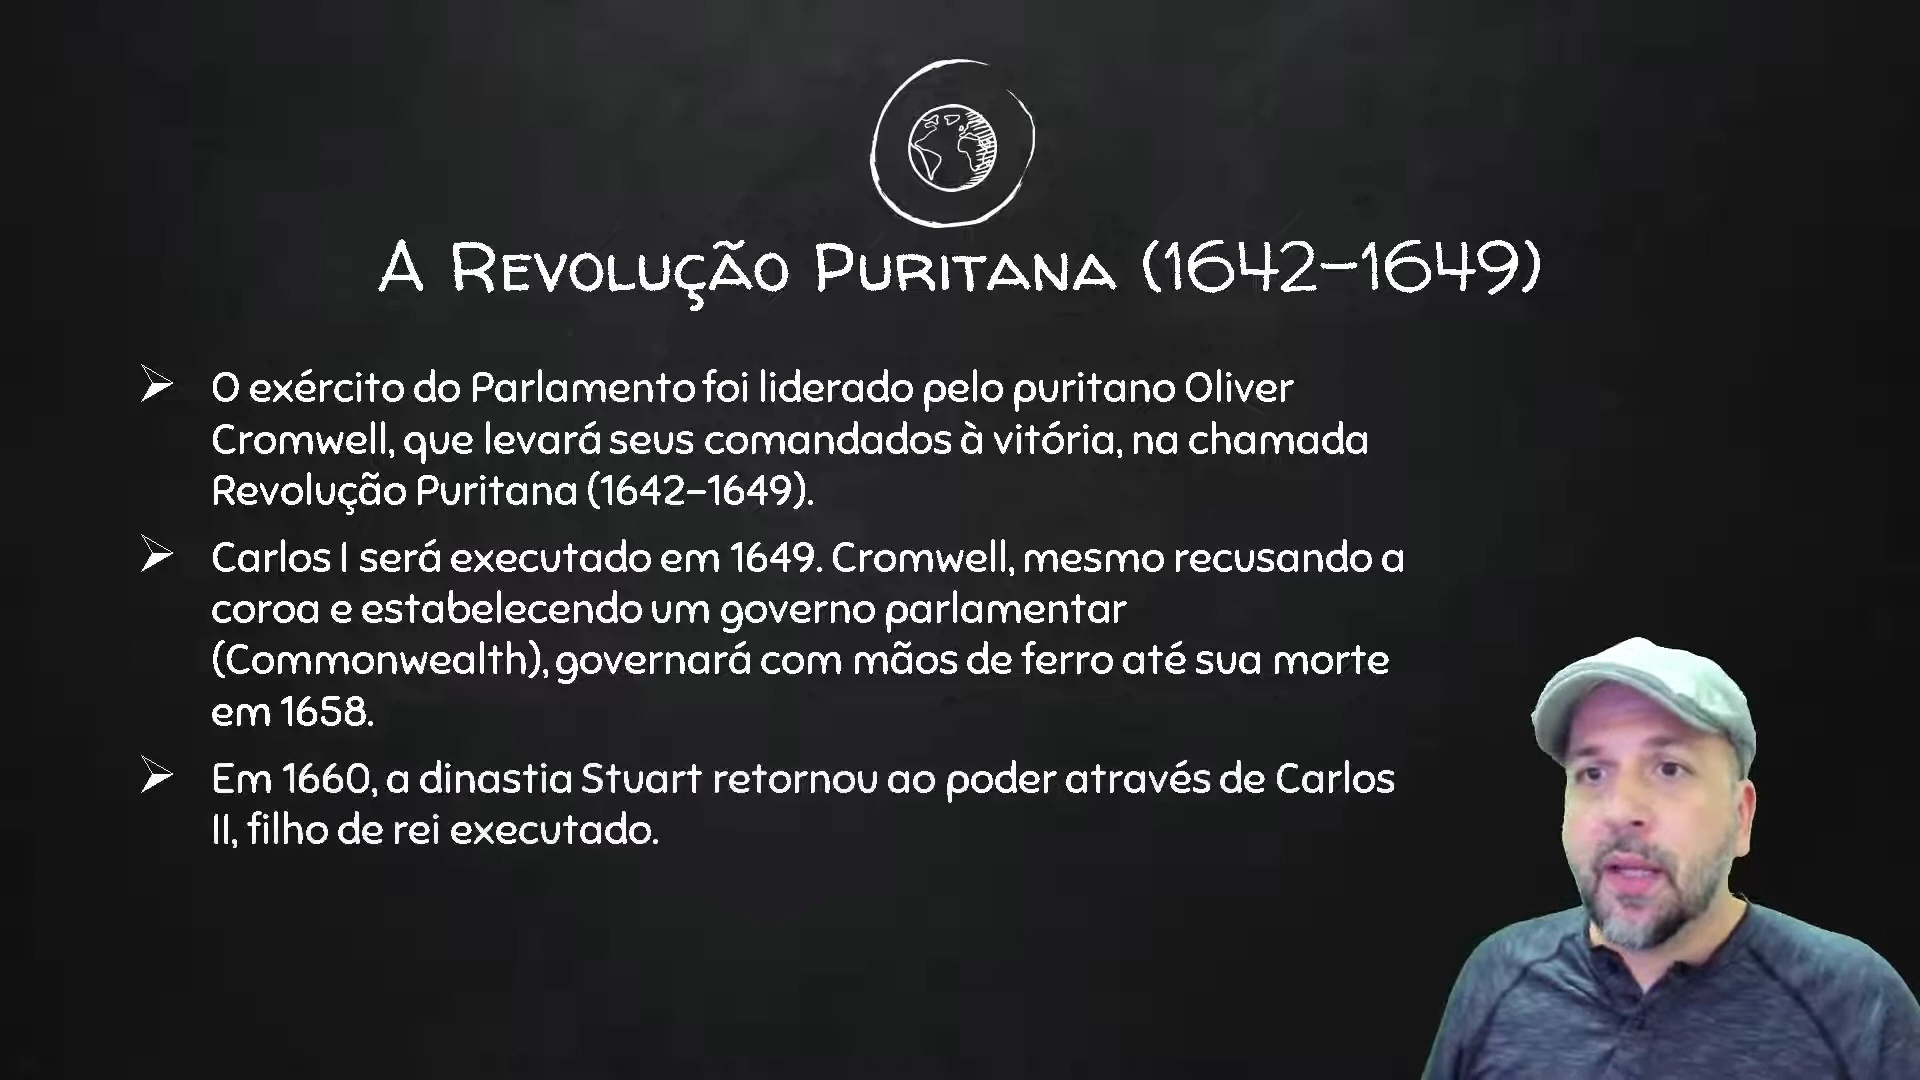 A Revolução Puritana (1642–1649)
O exército do Parlamento foi liderado pelo puritano Oliver
Cromwell, que levará seus comandados à vitória, na chamada
Revolução Puritana (1642–1649).
Carlos I será executado em 1649. Cromwell, mesmo recusando a
coroa e estabelecendo um governo parlamentar
(Commonwealth), governará com mãos de ferro até sua morte
em 1658.
Em 1660, a dinastia Stuart retornou ao poder através de Carlos
II, filho de rei executado.